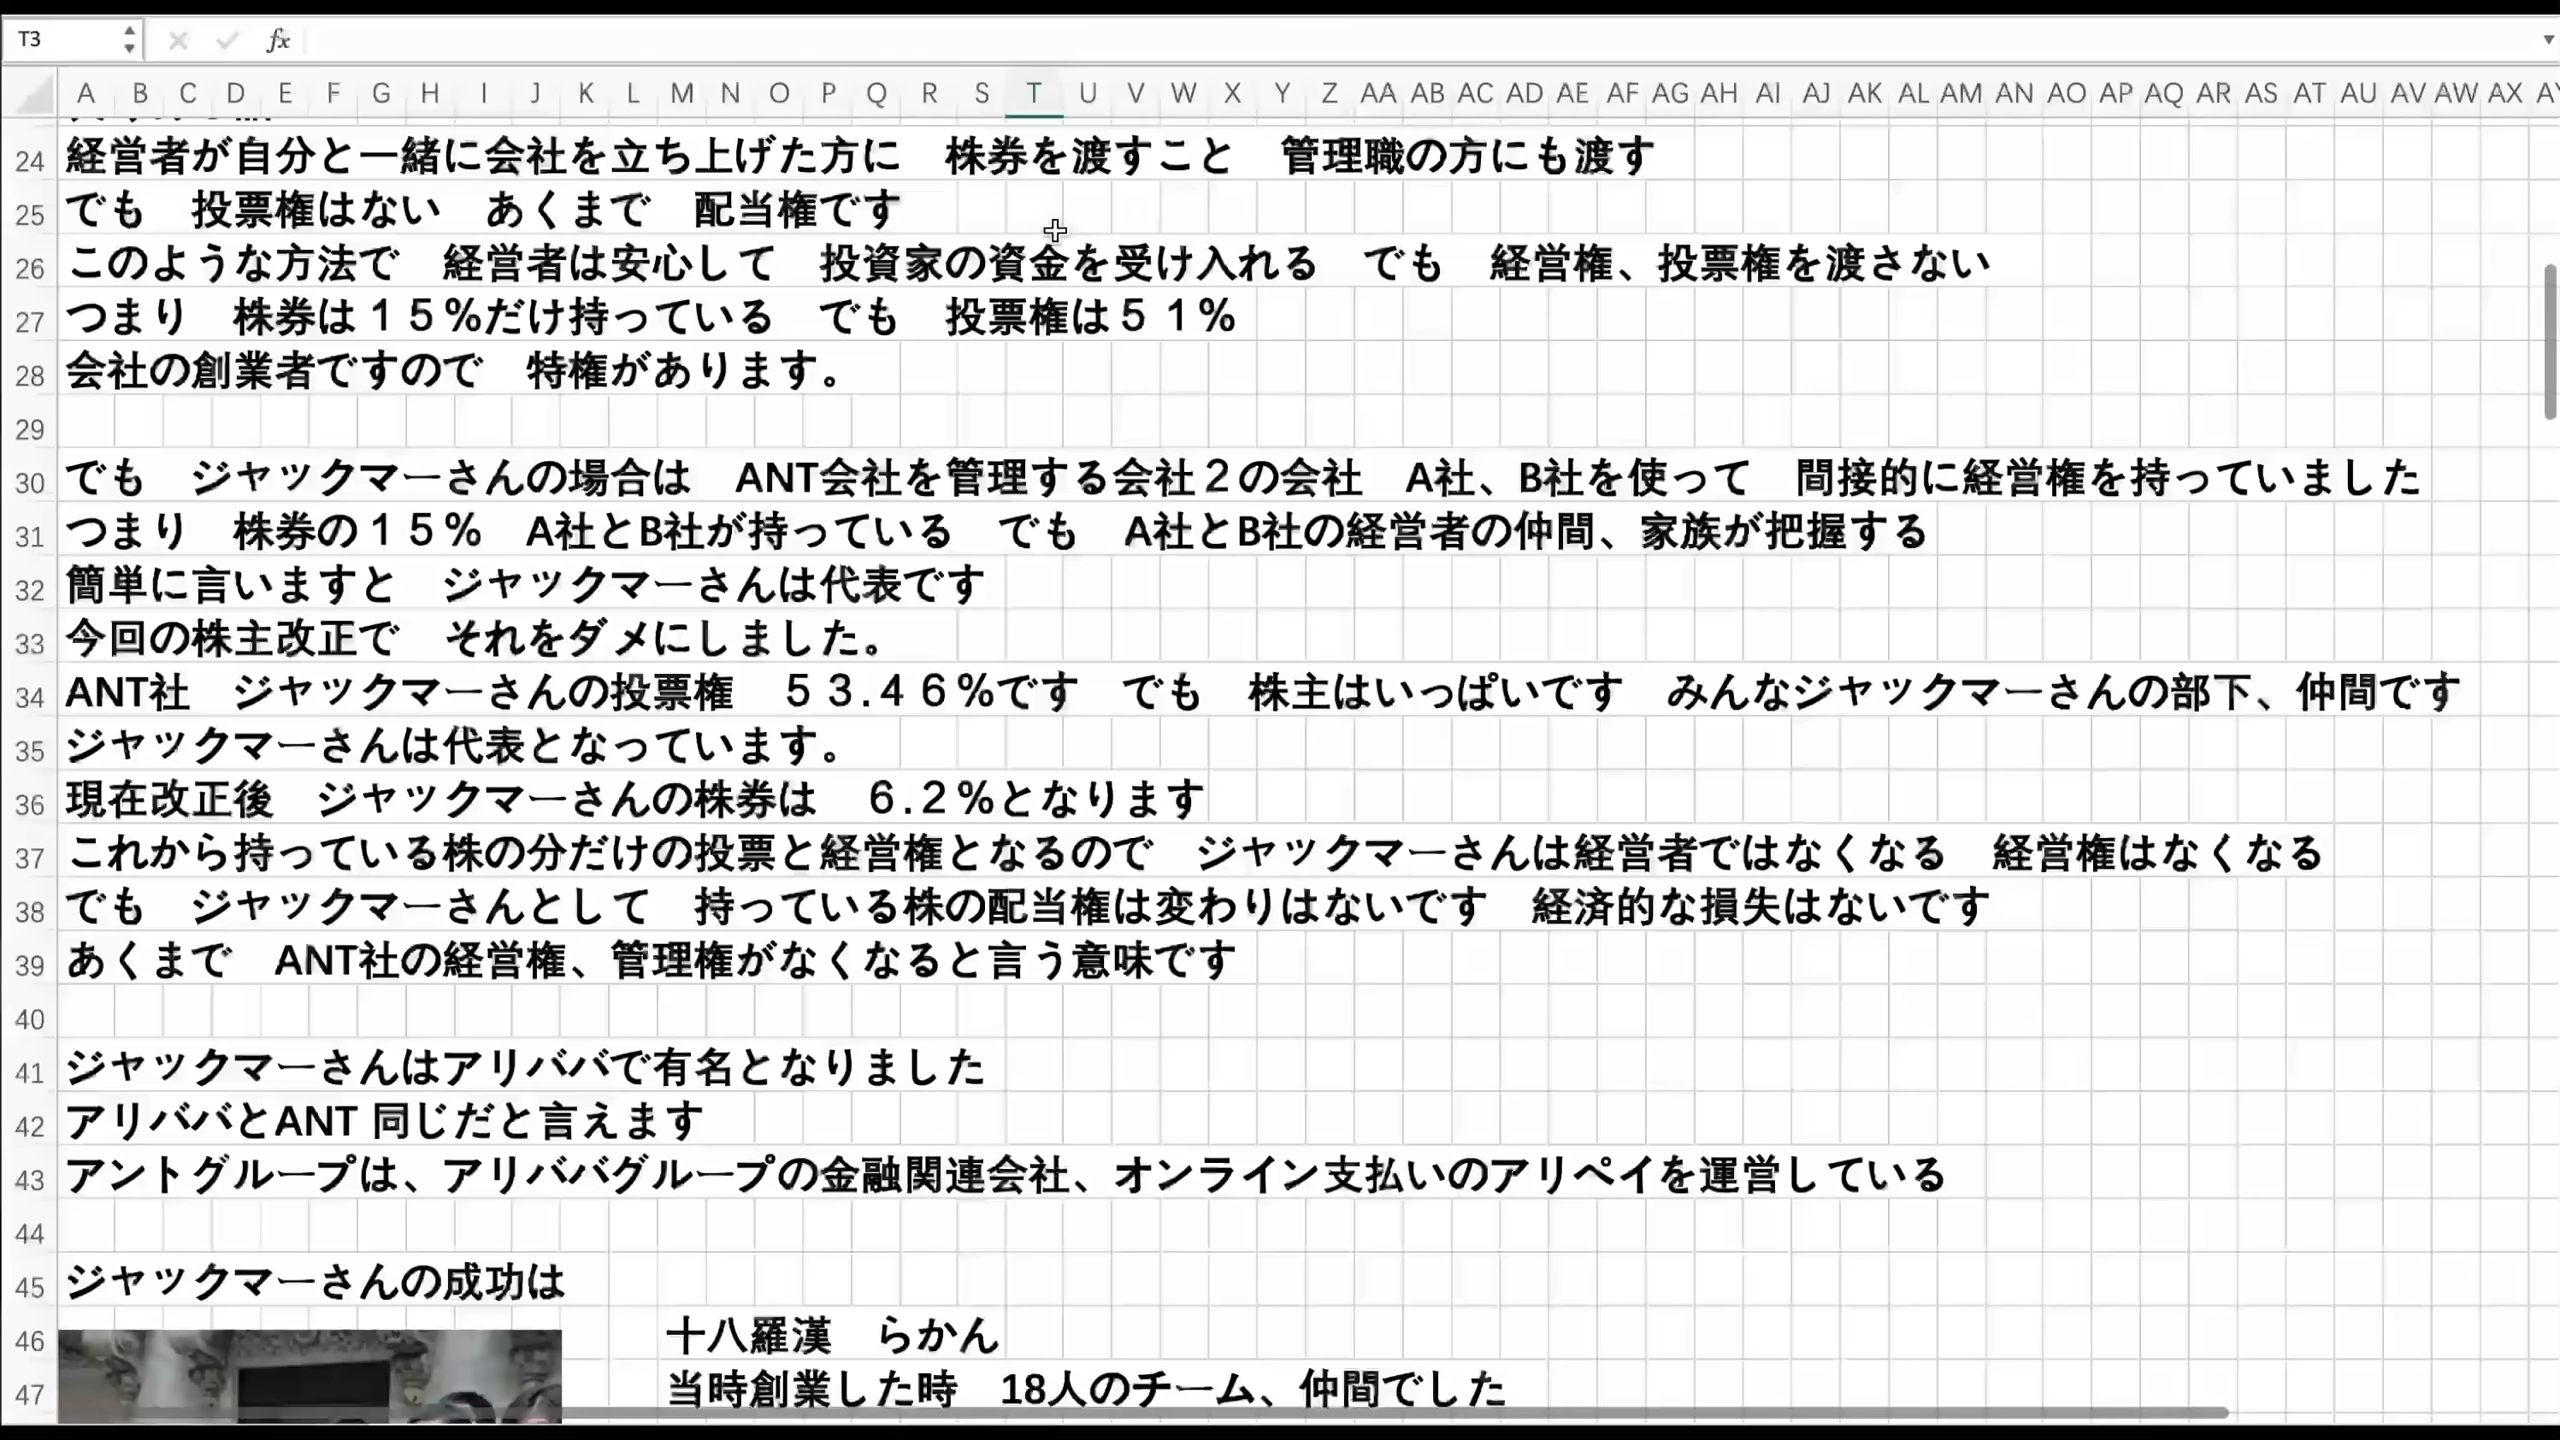 T3
fx
A B C D E F G H I J K L M N O P Q R S T U V W X Y Z AA AB AC AD AE AF AG AH AI AJ AK AL AM AN AO AP AQ AR AS AT AU AV AW AX
24 経営者が自分と一緒に会社を立ち上げた方に　株券を渡すこと　管理職の方にも渡す
25 でも　投票権はない　あくまで　配当権です
26 このような方法で　経営者は安心して　投資家の資金を受け入れる　でも　経営権、投票権を渡さない
27 つまり　株券は１５%だけ持っている　でも　投票権は５１%
28 会社の創業者ですので　特権があります。
29
30 でも　ジャックマーさんの場合は　ANT会社を管理する会社２の会社　A社、B社を使って　間接的に経営権を持っていました
31 つまり　株券の１５%　A社とB社が持っている　でも　A社とB社の経営者の仲間、家族が把握する
32 簡単に言いますと　ジャックマーさんは代表です
33 今回の株主改正で　それをダメにしました。
34 ANT社　ジャックマーさんの投票権　５３.４６%です　でも　株主はいっぱいです　みんなジャックマーさんの部下、仲間です
35 ジャックマーさんは代表となっています。
36 現在改正後　ジャックマーさんの株券は　６.２%となります
37 これから持っている株の分だけの投票と経営権となるので　ジャックマーさんは経営者ではなくなる　経営権はなくなる
38 でも　ジャックマーさんとして　持っている株の配当権は変わりはないです　経済的な損失はないです
39 あくまで　ANT社の経営権、管理権がなくなると言う意味です
40
41 ジャックマーさんはアリババで有名となりました
42 アリババとANT 同じだと言えます
43 アントグループは、アリババグループの金融関連会社、オンライン支払いのアリペイを運営している
44
45 ジャックマーさんの成功は
46 十八羅漢　らかん
47 当時創業した時　18人のチーム、仲間でした